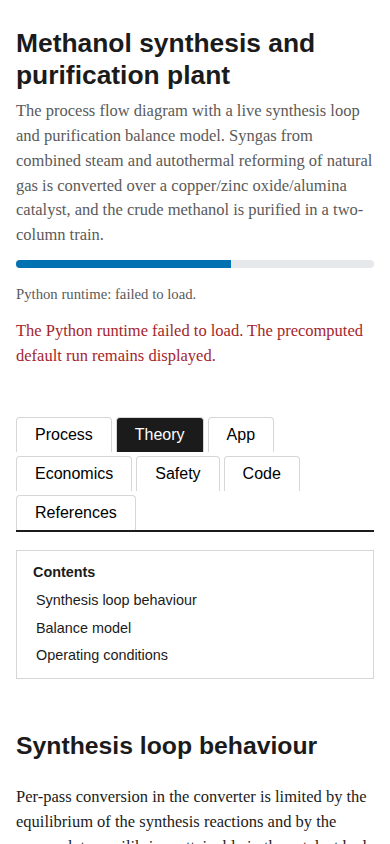 Methanol synthesis and
purification plant
The process flow diagram with a live synthesis loop
and purification balance model. Syngas from
combined steam and autothermal reforming of natural
gas is converted over a copper/zinc oxide/alumina
catalyst, and the crude methanol is purified in a two-
column train.
Python runtime: failed to load.
The Python runtime failed to load. The precomputed
default run remains displayed.
Process Theory App
Economics Safety Code
References
Contents
Synthesis loop behaviour
Balance model
Operating conditions
Synthesis loop behaviour
Per-pass conversion in the converter is limited by the
equilibrium of the synthesis reactions and by the